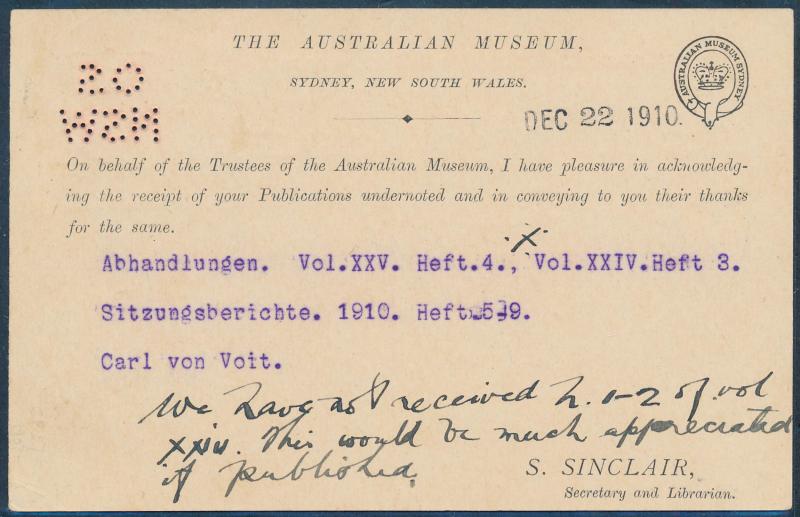 THE AUSTRALIAN MUSEUM,
SYDNEY, NEW SOUTH WALES.
AUSTRALIAN MUSEUM SYDNEY
OS
NSW
DEC 22 1910.
On behalf of the Trustees of the Australian Museum, I have pleasure in acknowledg-
ing the receipt of your Publications undernoted and in conveying to you their thanks
for the same.
X
Abhandlungen. Vol.XXV. Heft.4., Vol.XXIV.Heft 3.
Sitzungsberichte. 1910. Heft.5-9.
Carl von Voit.
We have not received h. 1-2 of vol
XXIV. This would be much appreciated
if published.
S. SINCLAIR,
Secretary and Librarian.